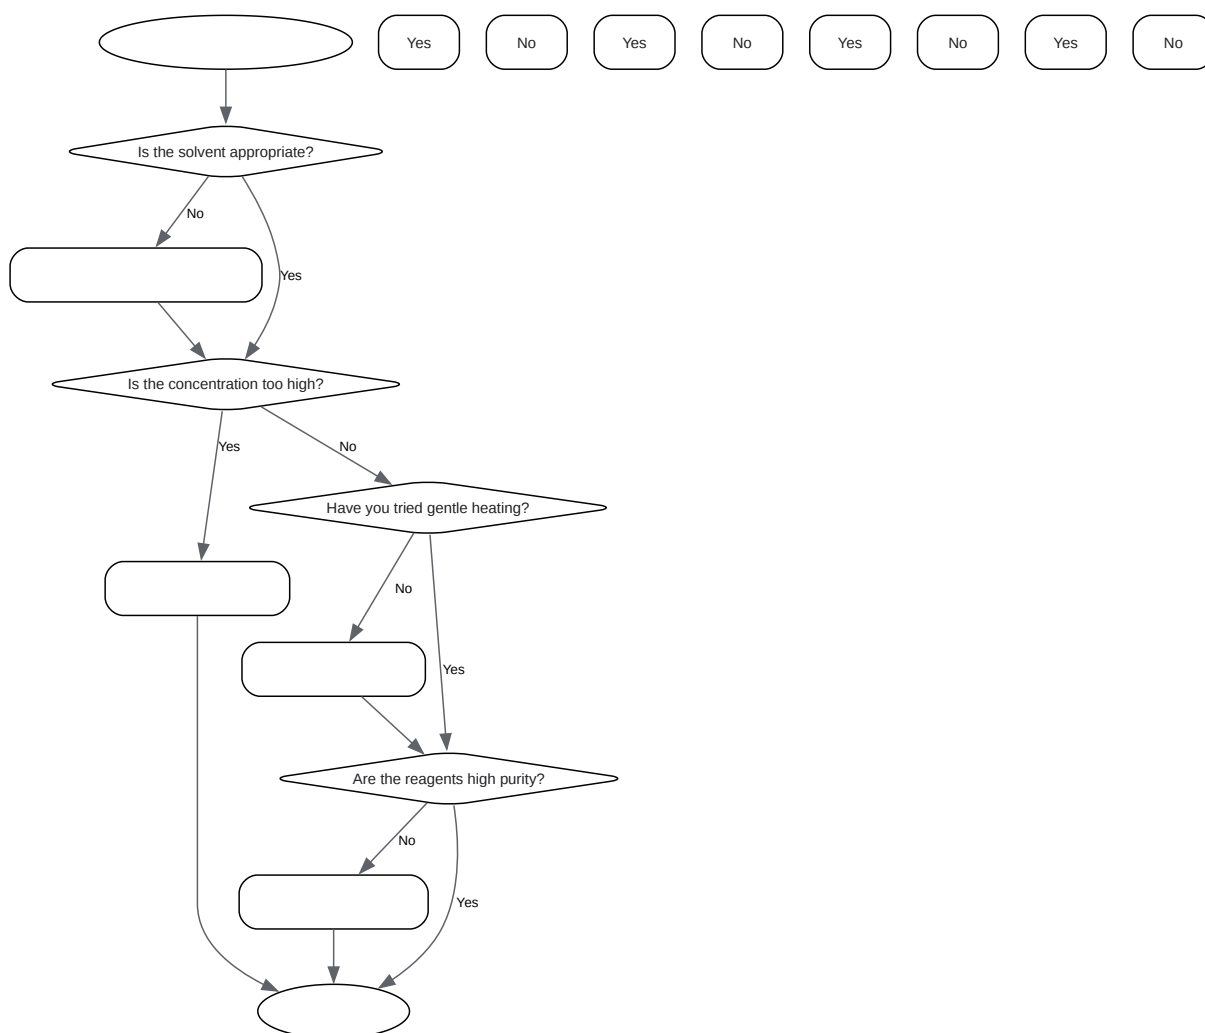 Yes
No
Yes
No
Yes
No
Yes
No
Is the solvent appropriate?
No
Yes
Is the concentration too high?
Yes
No
Have you tried gentle heating?
No
Yes
Are the reagents high purity?
No
Yes